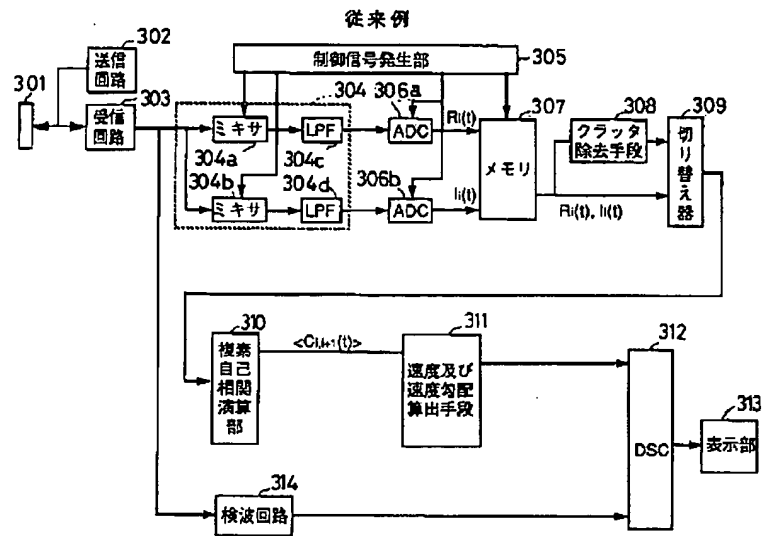 従来例
302
送信
回路
制御信号発生部
305
301
303
受信
回路
304
306a
Ri(t)
307
308
309
ミキサ
LPF
ADC
クラッタ
除去手段
切り替え器
304a
304c
メモリ
304b
304d
306b
Ii(t)
ミキサ
LPF
ADC
Ri(t), Ii(t)
310
<Ci,i+1(t)>
311
312
複素
自己
相関
演算
部
速度及び
速度勾配
算出手段
313
DSC
表示部
314
検波回路